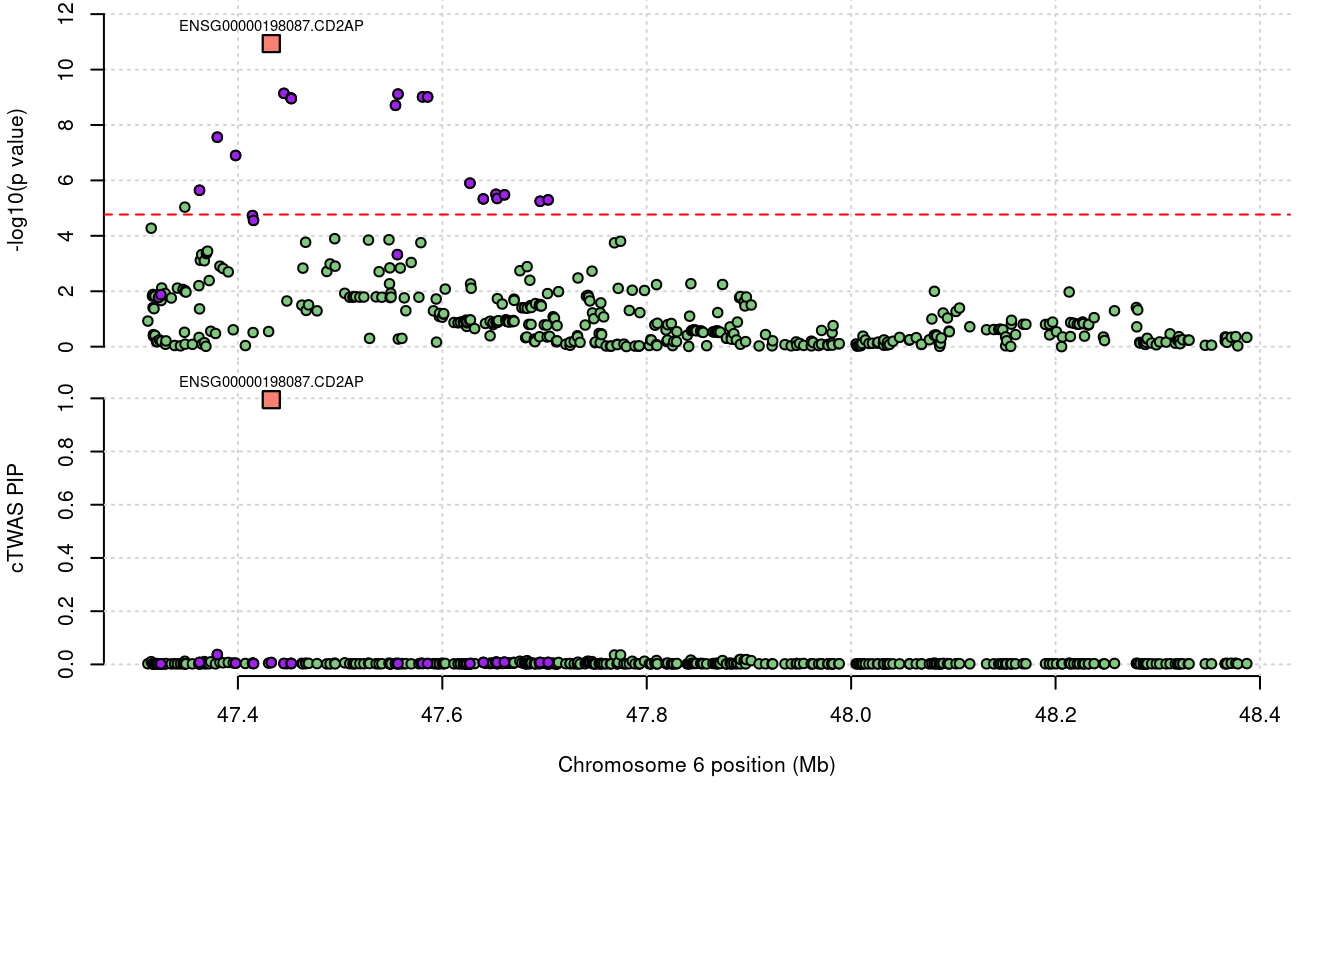 12
ENSG00000198087.CD2AP
10
8
6
4
2
0
-log10(p value)
ENSG00000198087.CD2AP
1.0
0.8
0.6
0.4
0.2
0.0
cTWAS PIP
47.4 47.6 47.8 48.0 48.2 48.4
Chromosome 6 position (Mb)